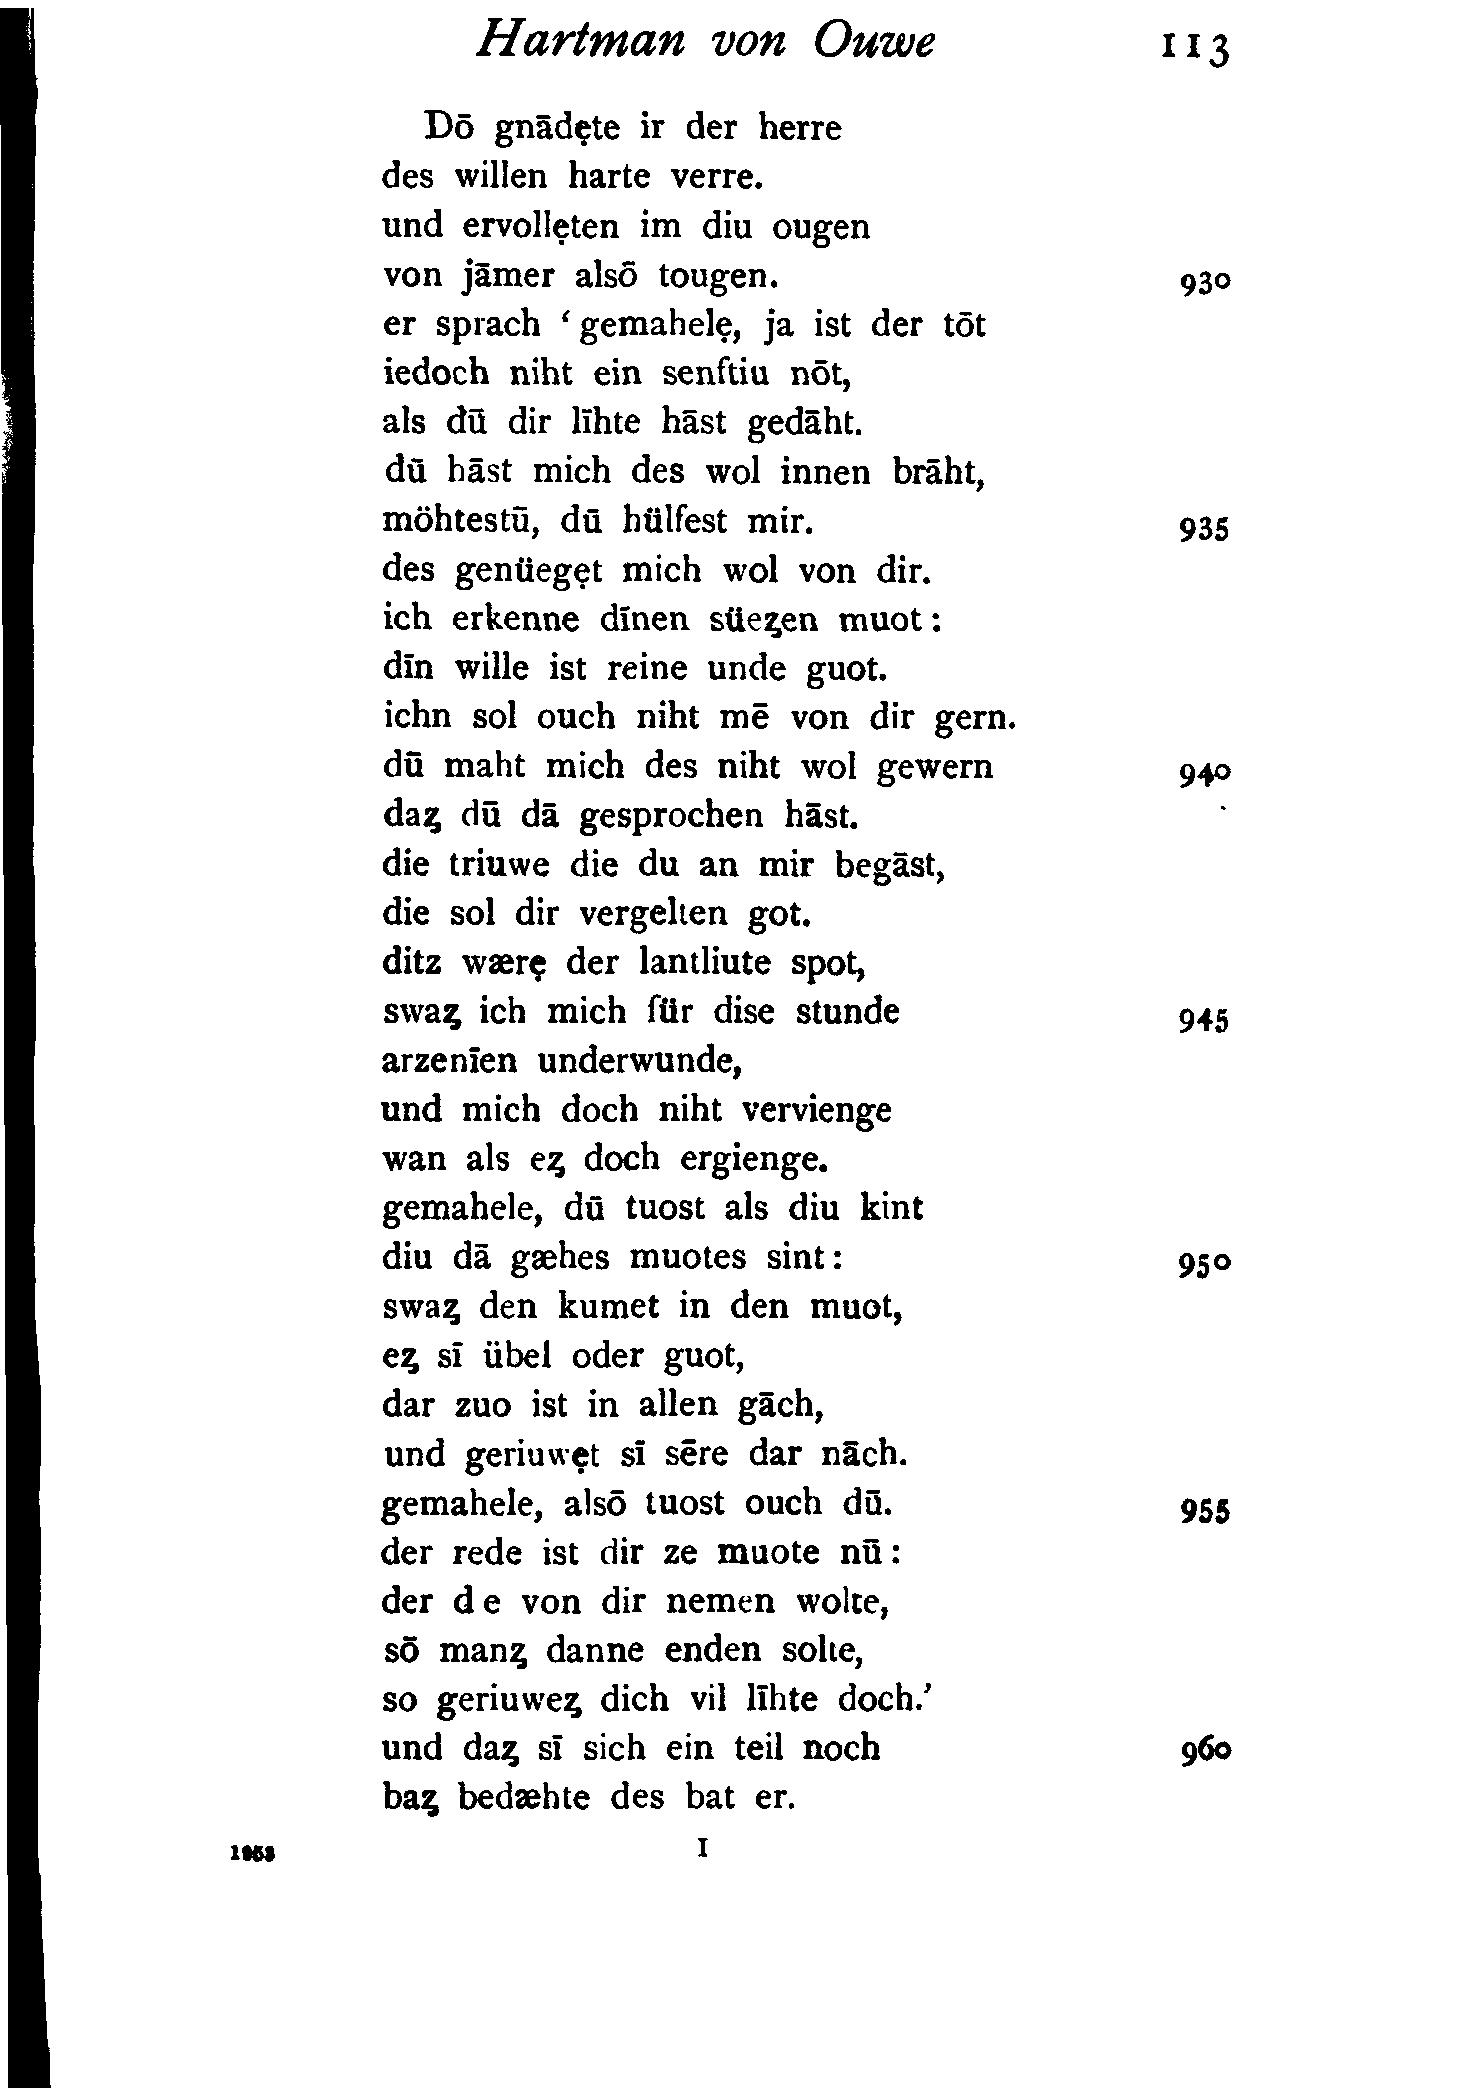 Hartman von Ouwe 113
Dō gnādẹte ir der herre
des willen harte verre.
und ervollẹten im diu ougen
von jāmer alsō tougen. 930
er sprach ‘gemahelẹ, ja ist der tōt
iedoch niht ein senftiu nōt,
als dū dir līhte hāst gedāht.
dū hāst mich des wol innen brāht,
möhtestū, dū hülfest mir. 935
des genüegẹt mich wol von dir.
ich erkenne dīnen süeȥen muot:
dīn wille ist reine unde guot.
ichn sol ouch niht mē von dir gern.
dū maht mich des niht wol gewern 940
daȥ dū dā gesprochen hāst.
die triuwe die du an mir begāst,
die sol dir vergelten got.
ditz wærẹ der lantliute spot,
swaȥ ich mich für dise stunde 945
arzenīen underwunde,
und mich doch niht vervienge
wan als eȥ doch ergienge.
gemahele, dū tuost als diu kint
diu dā gæhes muotes sint: 950
swaȥ den kumet in den muot,
eȥ sī übel oder guot,
dar zuo ist in allen gāch,
und geriuwẹt sī sēre dar nāch.
gemahele, alsō tuost ouch dū. 955
der rede ist dir ze muote nū:
der de von dir nemen wolte,
sō manȥ danne enden solte,
so geriuweȥ dich vil līhte doch.’
und daȥ sī sich ein teil noch 960
baȥ bedæhte des bat er.
I